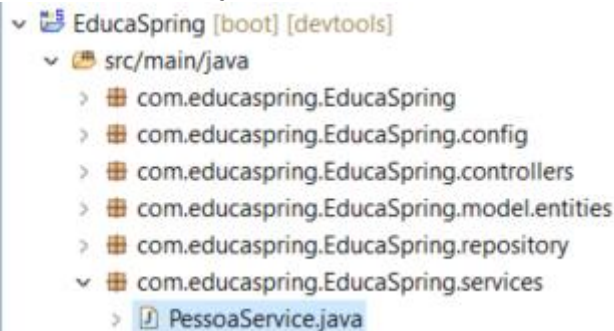 EducaSpring [boot] [devtools]
src/main/java
com.educaspring.EducaSpring
com.educaspring.EducaSpring.config
com.educaspring.EducaSpring.controllers
com.educaspring.EducaSpring.model.entities
com.educaspring.EducaSpring.repository
com.educaspring.EducaSpring.services
PessoaService.java